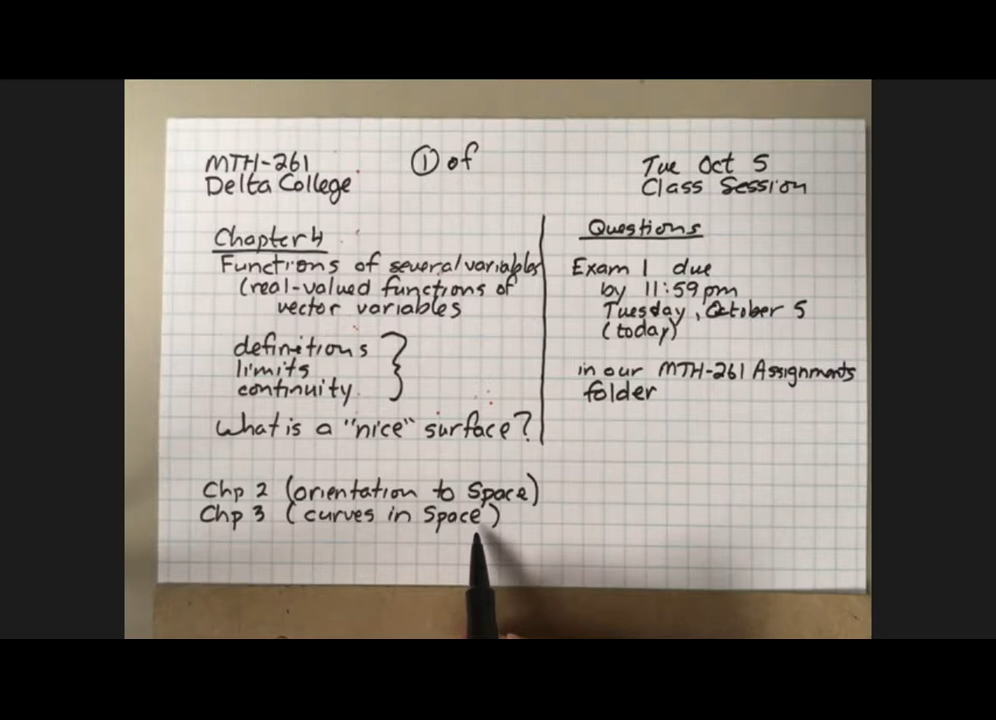 MTH-261
Delta College
① of
Tue Oct 5
Class Session
Chapter 4
Functions of several variables
(real-valued functions of
vector variables
definitions
limits
continuity
What is a "nice" surface?
Chp 2 (orientation to Space)
Chp 3 (curves in Space)
Questions
Exam 1 due
by 11:59pm
Tuesday, October 5
(today)
in our MTH-261 Assignments
folder